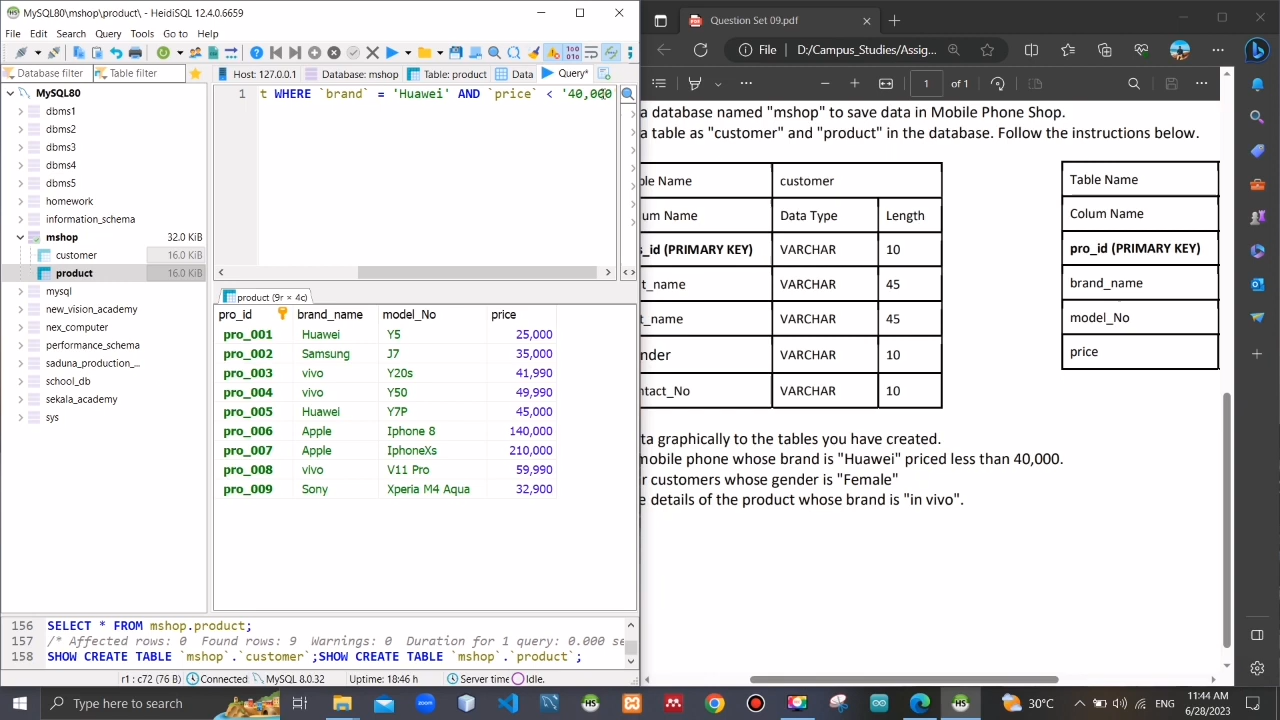 MySQL80\mshop\product\ - HeidiSQL 12.4.0.6659
File Edit Search Query Tools Go to Help
Database filter
Table filter
Host: 127.0.0.1
Database: mshop
Table: product
Data
Query*
MySQL80
dbms1
dbms2
dbms3
dbms4
dbms5
homework
information_schema
mshop 32.0 KiB
customer 16.0 KiB
product 16.0 KiB
mysql
new_vision_academy
nex_computer
performance_schema
saduna_production_...
school_db
sekala_academy
sys
1 t WHERE `brand` = 'Huawei' AND `price` < '40,000
product (9r × 4c)
pro_id brand_name model_No price
pro_001 Huawei Y5 25,000
pro_002 Samsung J7 35,000
pro_003 vivo Y20s 41,990
pro_004 vivo Y50 49,990
pro_005 Huawei Y7P 45,000
pro_006 Apple Iphone 8 140,000
pro_007 Apple IphoneXs 210,000
pro_008 vivo V11 Pro 59,990
pro_009 Sony Xperia M4 Aqua 32,900
156 SELECT * FROM mshop.product;
157 /* Affected rows: 0 Found rows: 9 Warnings: 0 Duration for 1 query: 0.000 se
158 SHOW CREATE TABLE `mshop`.`customer`;SHOW CREATE TABLE `mshop`.`product`;
r1 : c72 (76 B) Connected MySQL 8.0.32 Uptime: 18:46 h Server time Idle.
Question Set 09.pdf
File D:/Campus_Studies/Assig...
1 of 1
a database named "mshop" to save data in Mobile Phone Shop.
a table as "customer" and "product" in the database. Follow the instructions below.
ble Name customer
um Name Data Type Length
s_id (PRIMARY KEY) VARCHAR 10
t_name VARCHAR 45
t_name VARCHAR 45
nder VARCHAR 10
ntact_No VARCHAR 10
Table Name
Colum Name
pro_id (PRIMARY KEY)
brand_name
model_No
price
ta graphically to the tables you have created.
mobile phone whose brand is "Huawei" priced less than 40,000.
r customers whose gender is "Female"
e details of the product whose brand is "in vivo".
Type here to search
zoom
30°C
ENG
11:44 AM
6/28/2023